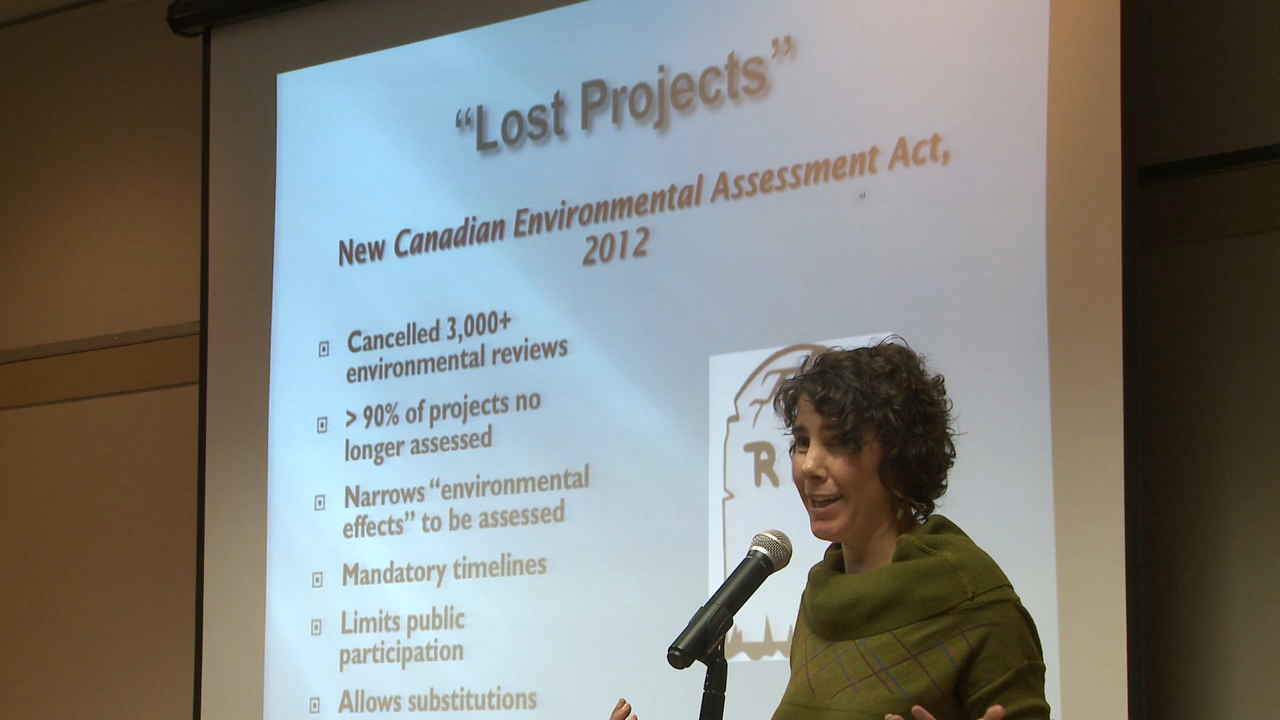 “Lost Projects”
New Canadian Environmental Assessment Act,
2012
Cancelled 3,000+
environmental reviews
> 90% of projects no
longer assessed
Narrows “environmental
effects” to be assessed
Mandatory timelines
Limits public
participation
Allows substitutions
R